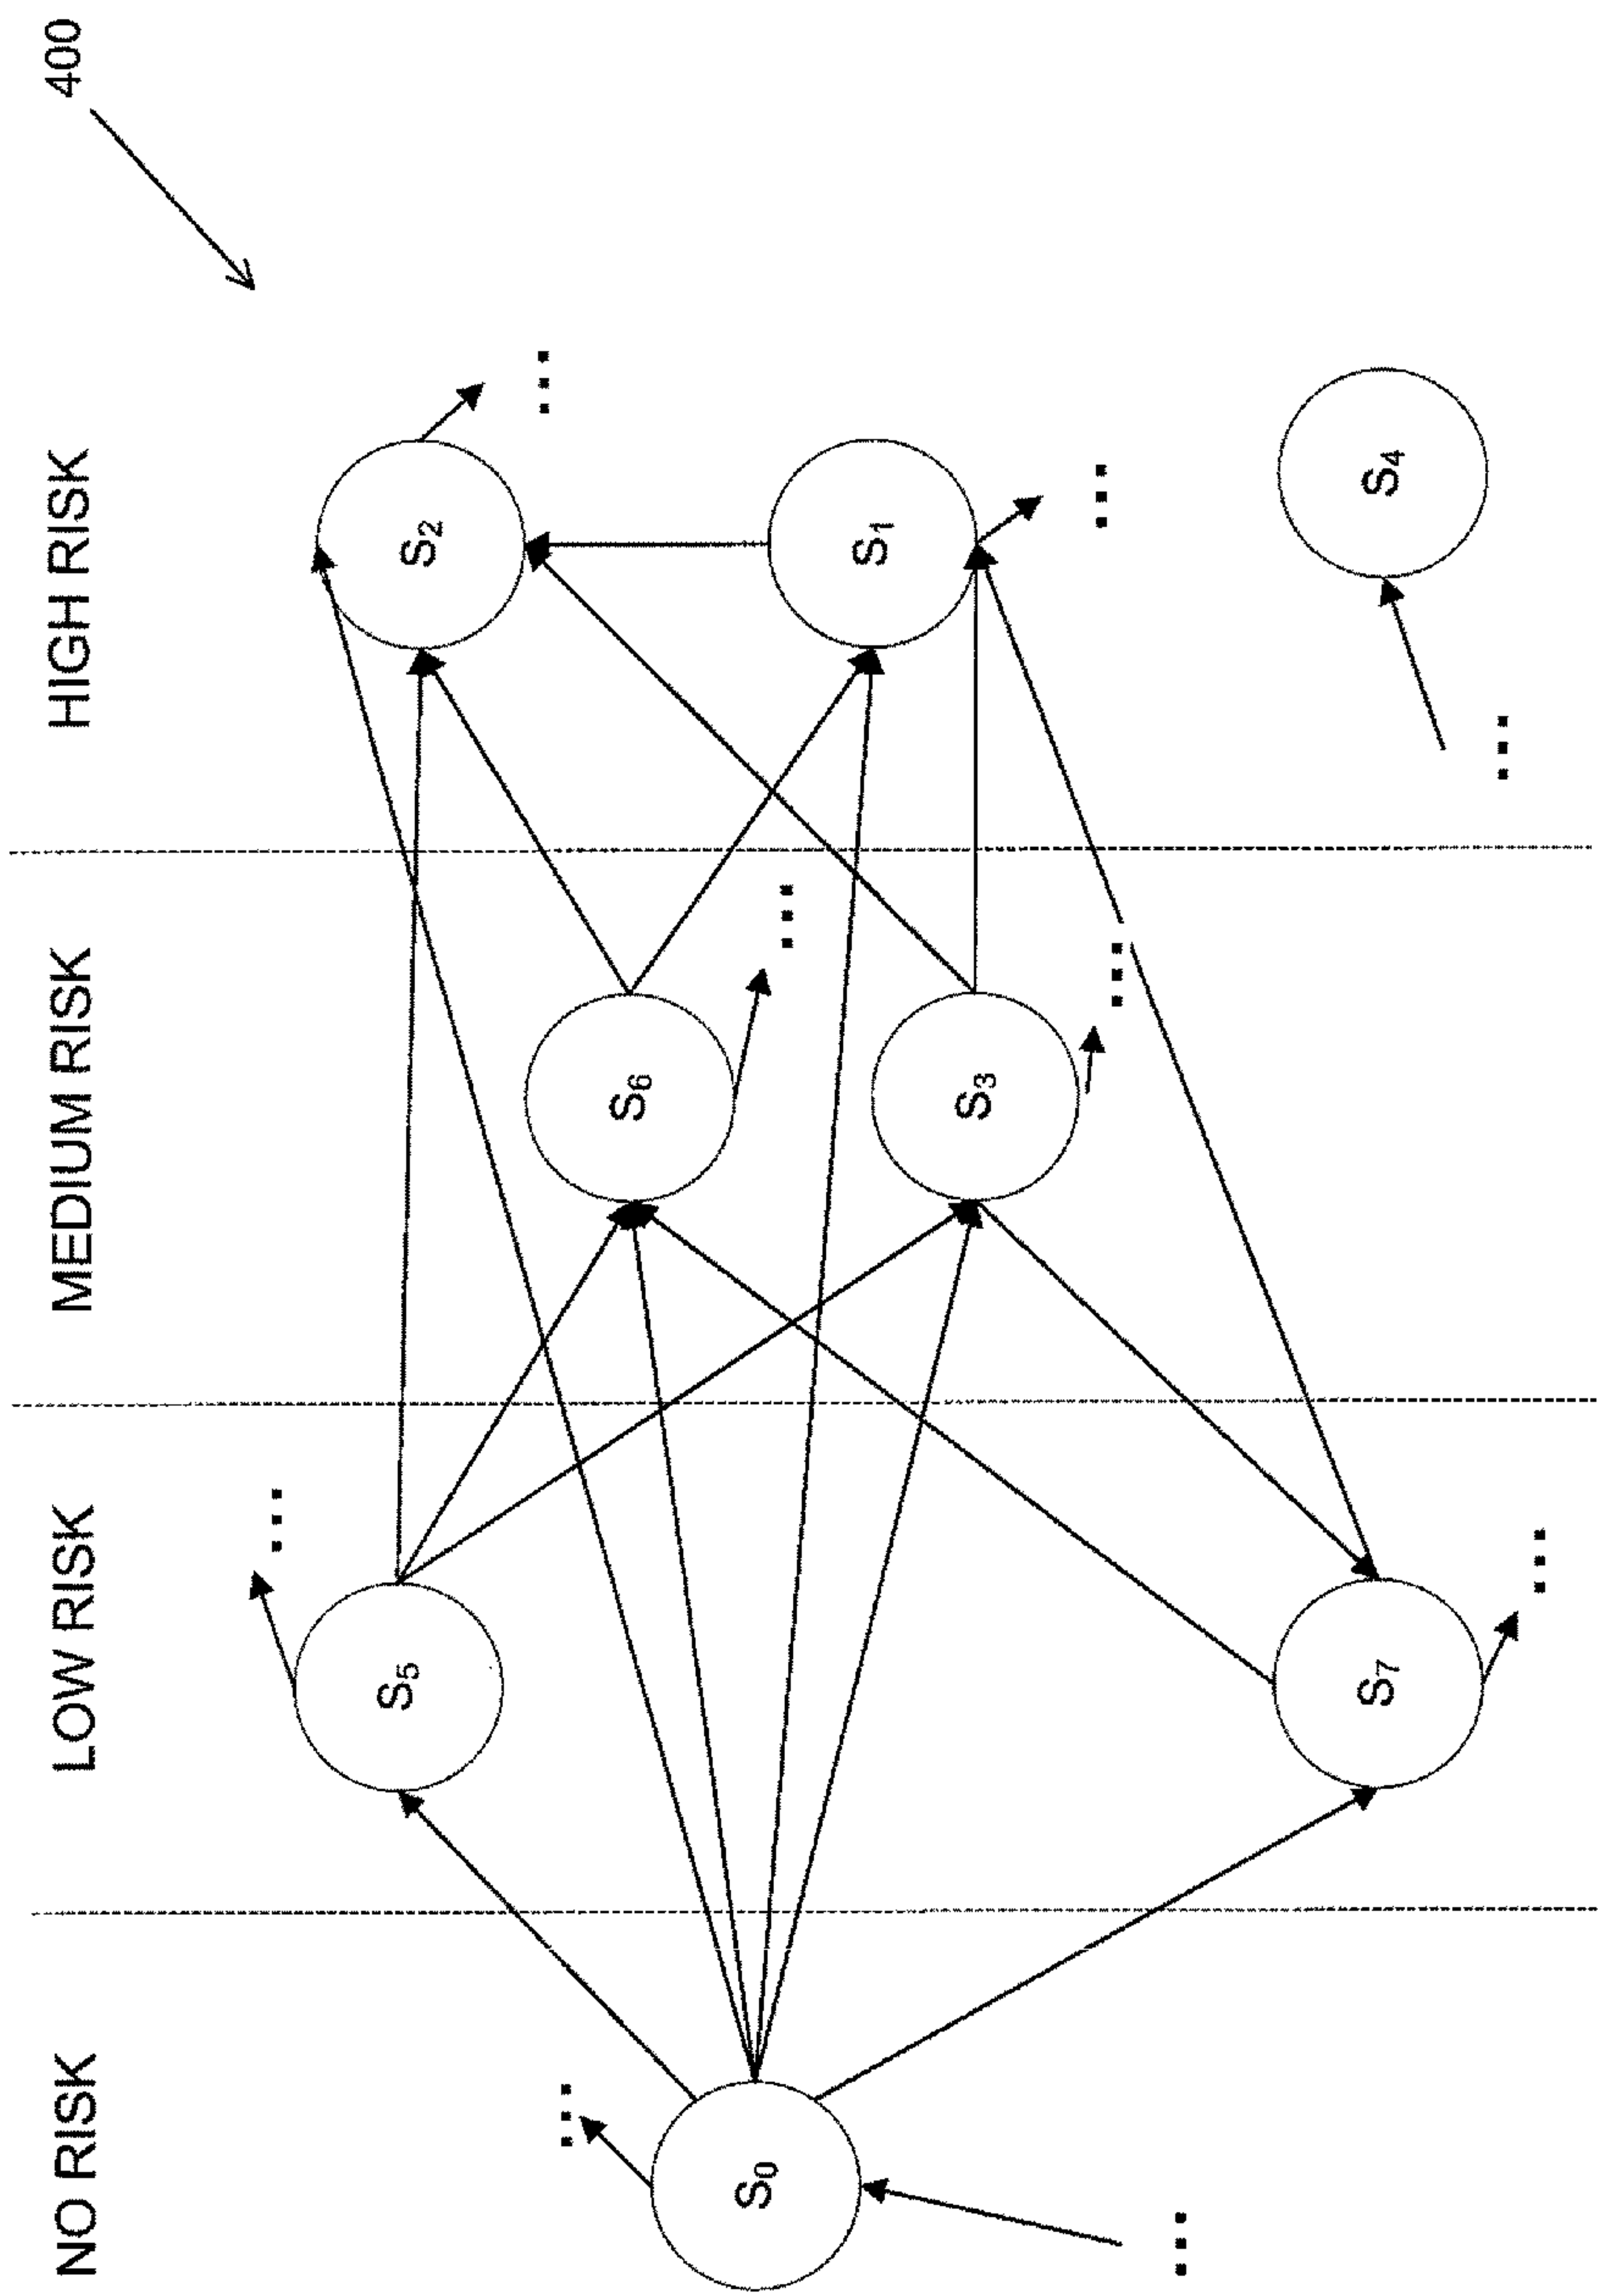 400
NO RISK
LOW RISK
MEDIUM RISK
HIGH RISK
S5
S2
S6
S0
S1
S3
S7
S4